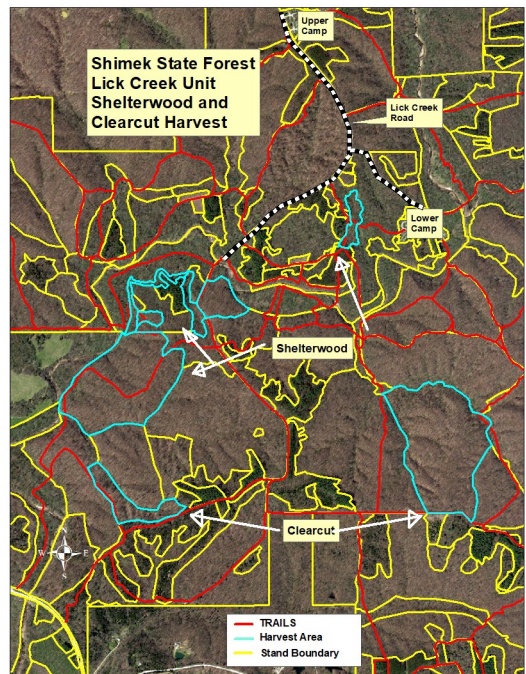 Upper
Camp
Shimek State Forest
Lick Creek Unit
Shelterwood and
Clearcut Harvest
Lick Creek
Road
Lower
Camp
Shelterwood
Clearcut
N
W E
S
TRAILS
Harvest Area
Stand Boundary